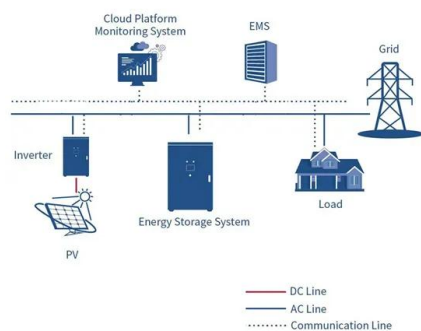 Cloud Platform
Monitoring System
EMS
Grid
Inverter
PV
Energy Storage System
Load
DC Line
AC Line
Communication Line